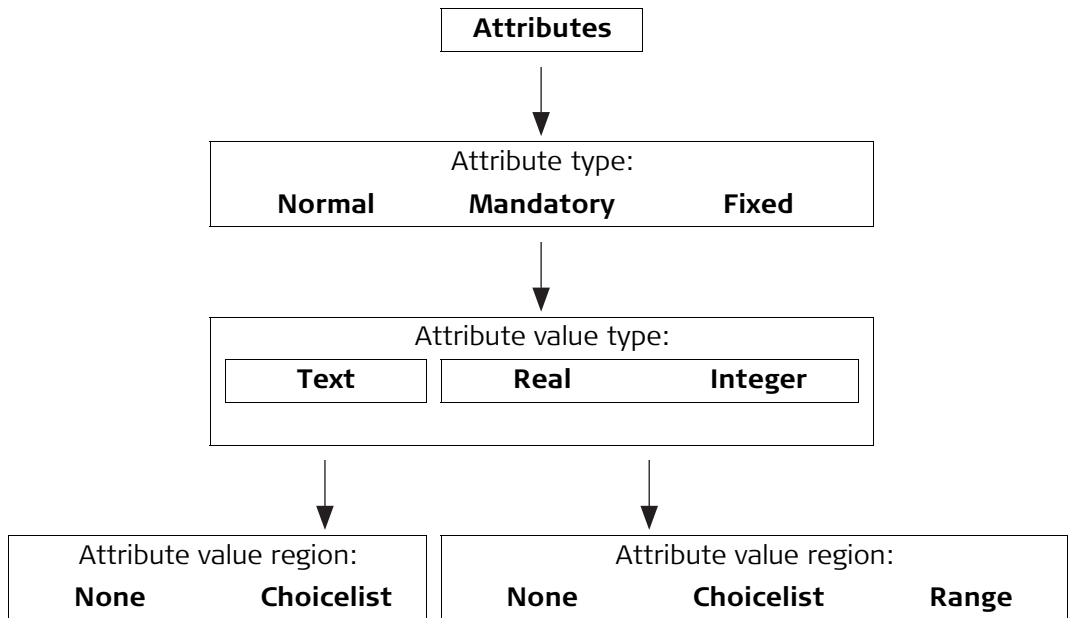 Attributes
Attribute type:
Normal Mandatory Fixed
Attribute value type:
Text Real Integer
Attribute value region:
None Choicelist
Attribute value region:
None Choicelist Range